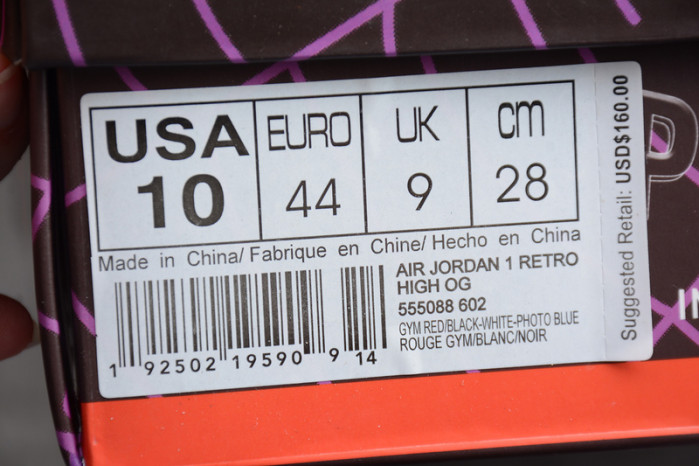 USA EURO UK cm
10 44 9 28
Made in China/ Fabrique en Chine/ Hecho en China
AIR JORDAN 1 RETRO
HIGH OG
555088 602
GYM RED/BLACK-WHITE-PHOTO BLUE
ROUGE GYM/BLANC/NOIR
1 92502 19590 9 14
Suggested Retail: USD$160.00
P